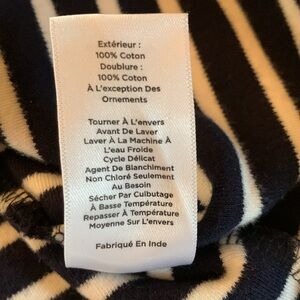 Extérieur :
100% Coton
Doublure :
100% Coton
À L'exception Des
Ornements
Tourner À L'envers
Avant De Laver
Laver À La Machine À
L'eau Froide
Cycle Délicat
Agent De Blanchiment
Non Chloré Seulement
Au Besoin
Sécher Par Culbutage
À Basse Température
Repasser À Température
Moyenne Sur L'envers
Fabriqué En Inde